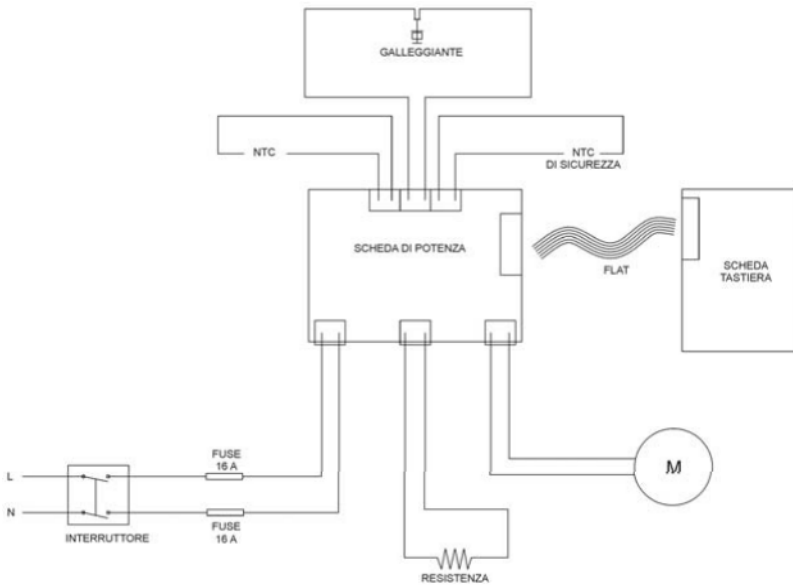 GALLEGGIANTE
NTC
NTC
DI SICUREZZA
SCHEDA DI POTENZA
FLAT
SCHEDA
TASTIERA
FUSE
16 A
L
N
INTERRUTTORE
FUSE
16 A
M
RESISTENZA